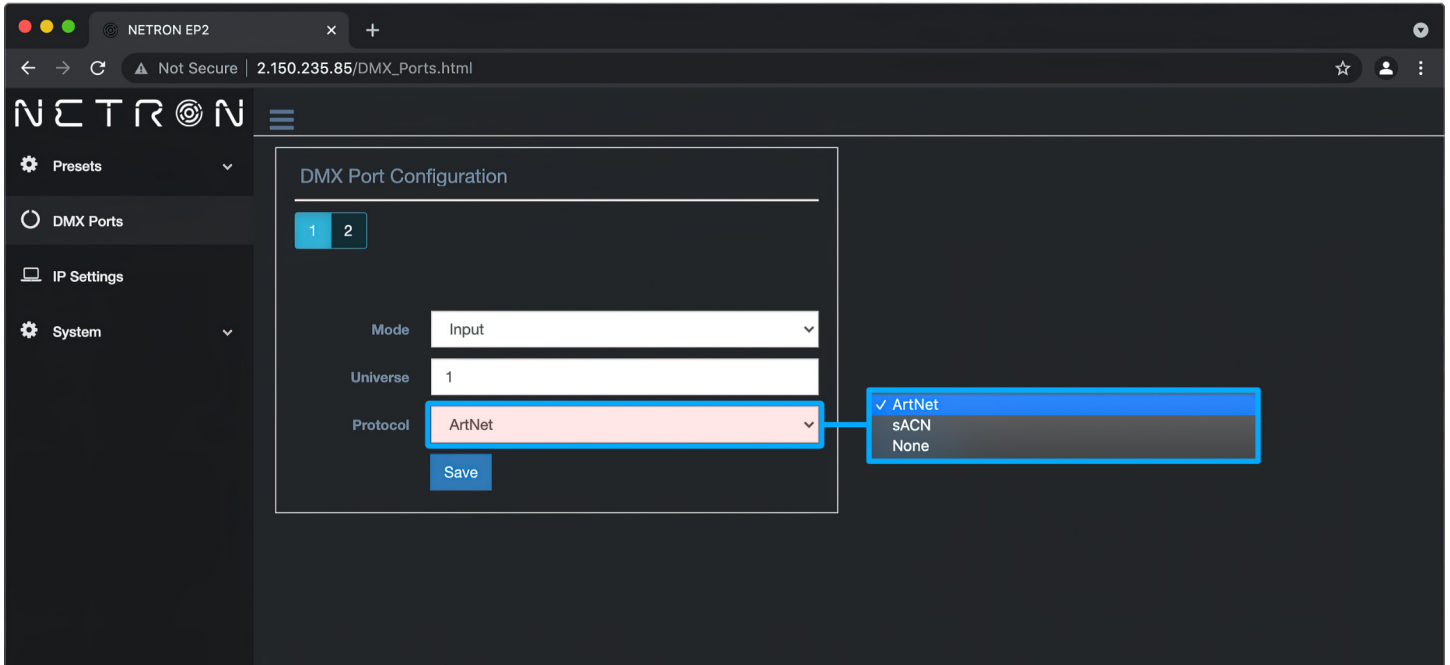 NETRON EP2
Not Secure | 2.150.235.85/DMX_Ports.html
NETRON
Presets
DMX Ports
IP Settings
System
DMX Port Configuration
1 2
Mode Input
Universe 1
Protocol ArtNet
Save
✓ ArtNet
sACN
None